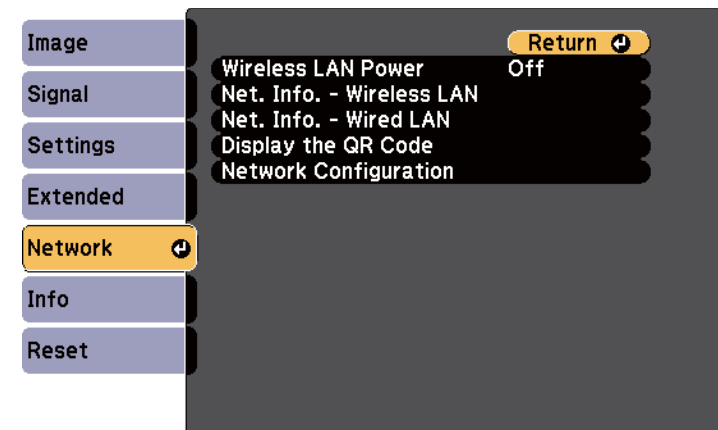 Image
Signal
Settings
Extended
Network
Info
Reset
Return
Wireless LAN Power Off
Net. Info. - Wireless LAN
Net. Info. - Wired LAN
Display the QR Code
Network Configuration